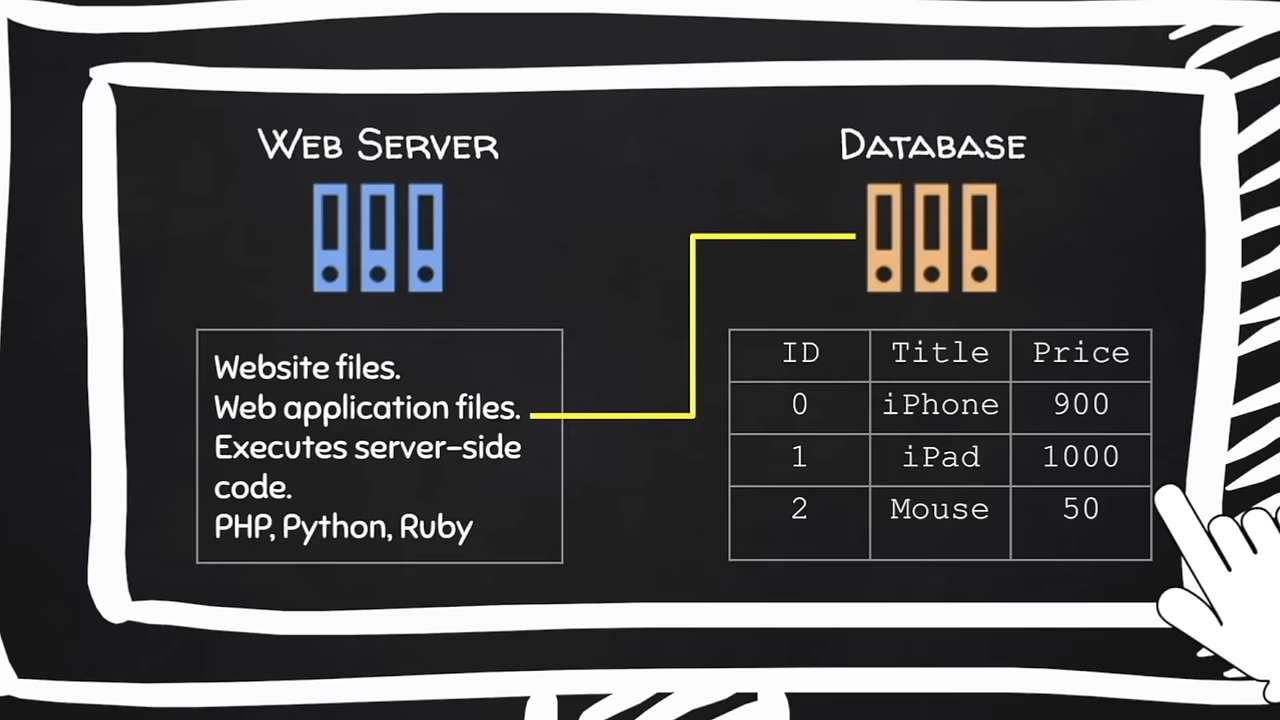 Web Server
Website files.
Web application files.
Executes server-side
code.
PHP, Python, Ruby
Database
ID Title Price
0 iPhone 900
1 iPad 1000
2 Mouse 50